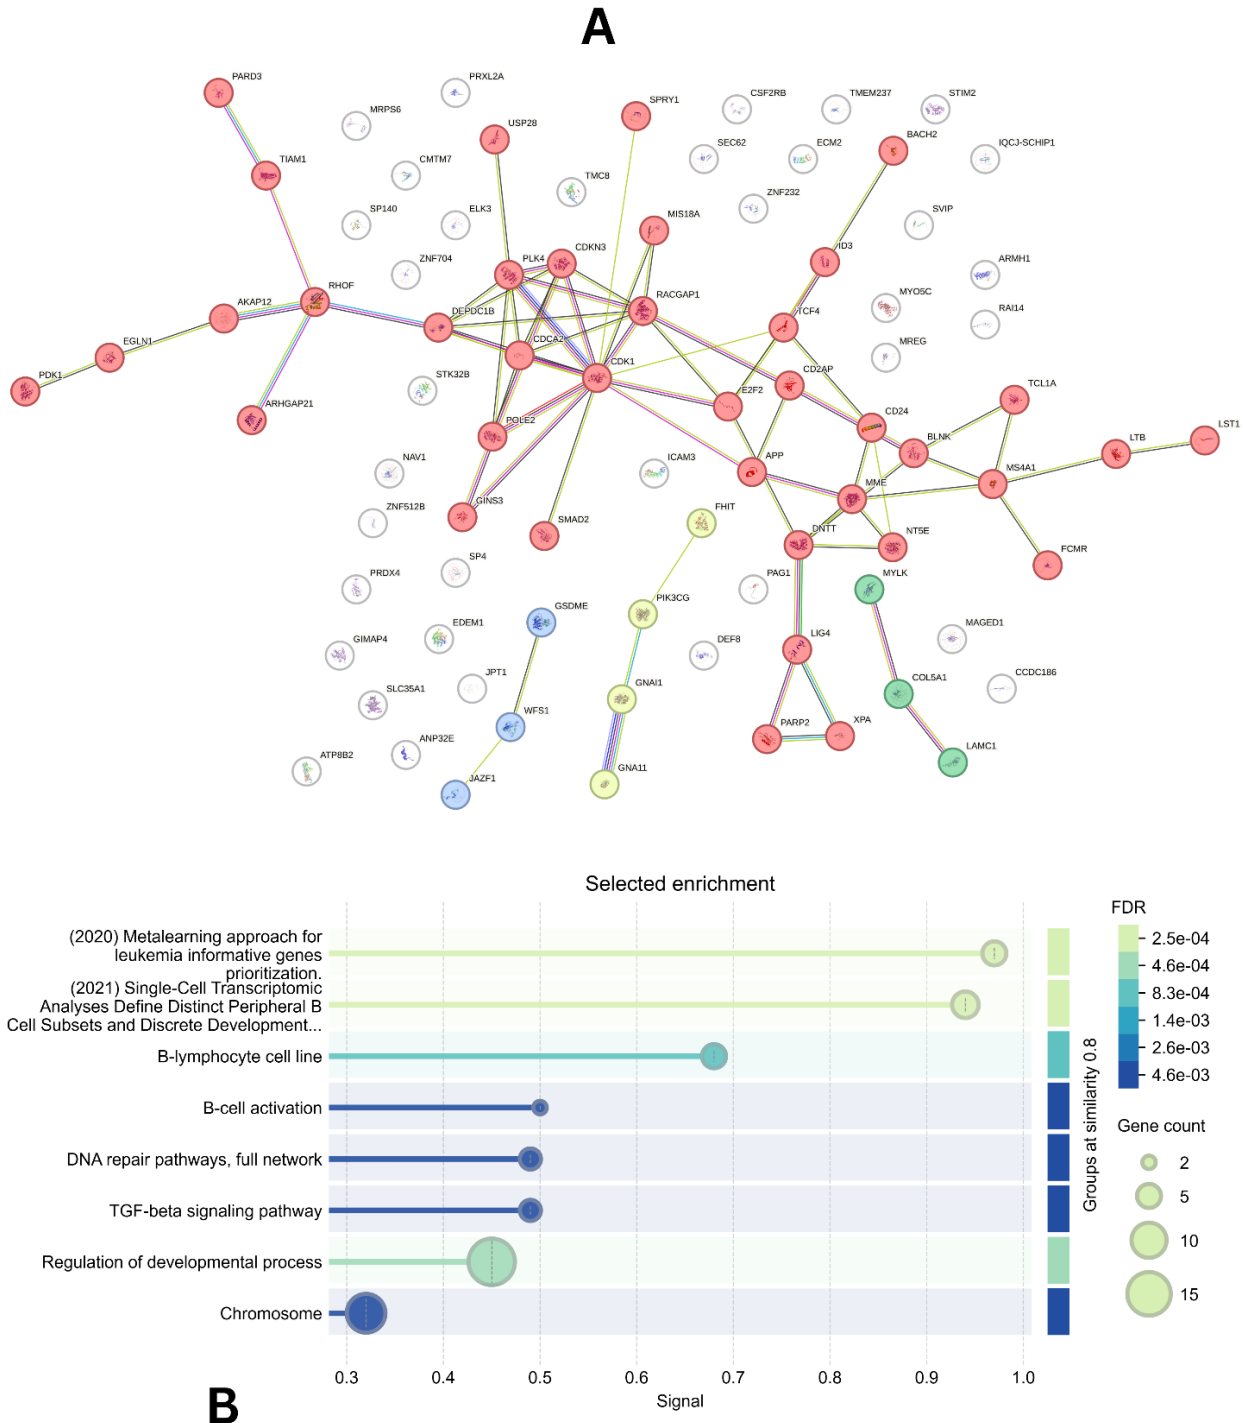 A
PARD3
PRXL2A
MRPS6
SPRY1
CSF2RB
TMEM237
STIM2
USP28
BACH2
TIAM1
CMTM7
SEC62
ECM2
IQCJ-SCHIP1
TMC8
ZNF232
SP140
ELK3
MIS18A
SVIP
ZNF704
PLK4
CDKN3
ID3
ARMH1
AKAP12
RHOF
DEPDC1B
RACGAP1
MYO5C
TCF4
RAI14
EGLN1
CDCA2
CDK1
MREG
PDK1
STK32B
E2F2
CD2AP
TCL1A
ARHGAP21
POLE2
CD24
BLNK
LTB
LST1
NAV1
ICAM3
APP
MME
MS4A1
ZNF512B
GINS3
SMAD2
FHIT
DNTT
NT5E
FCMR
PRDX4
SP4
PAG1
MYLK
GSDME
PIK3CG
GIMAP4
EDEM1
DEF8
LIG4
MAGED1
SLC35A1
JPT1
GNAI1
COL5A1
CCDC186
WFS1
PARP2
XPA
ATP8B2
ANP32E
LAMC1
JAZF1
GNA11
Selected enrichment
(2020) Metalearning approach for
leukemia informative genes
prioritization.
(2021) Single-Cell Transcriptomic
Analyses Define Distinct Peripheral B
Cell Subsets and Discrete Development...
B-lymphocyte cell line
B-cell activation
DNA repair pathways, full network
TGF-beta signaling pathway
Regulation of developmental process
Chromosome
0.3 0.4 0.5 0.6 0.7 0.8 0.9 1.0
Signal
Groups at similarity 0.8
FDR
2.5e-04
4.6e-04
8.3e-04
1.4e-03
2.6e-03
4.6e-03
Gene count
2
5
10
15
B